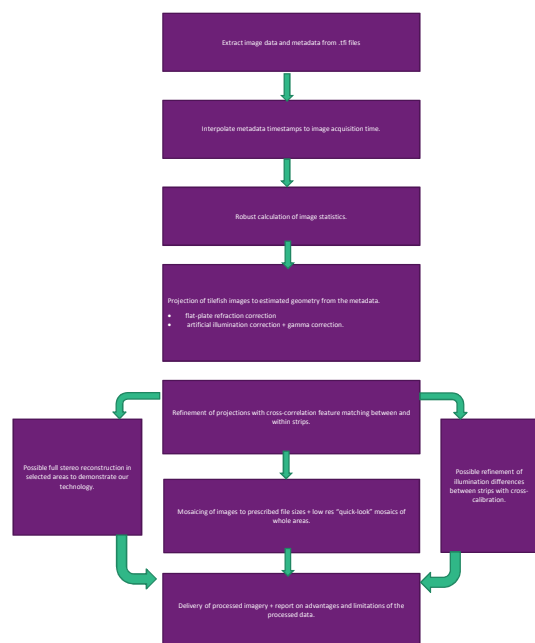 Extract image data and metadata from .tfi files
Interpolate metadata timestamps to image acquisition time.
Robust calculation of image statistics.
Projection of tilefish images to estimated geometry from the metadata.
• flat-plate refraction correction
• artificial illumination correction + gamma correction.
Refinement of projections with cross-correlation feature matching between and
within strips.
Possible full stereo reconstruction in
selected areas to demonstrate our
technology.
Possible refinement of
illumination differences
between strips with cross-
calibration.
Mosaicing of images to prescribed file sizes + low res "quick-look" mosaics of
whole areas.
Delivery of processed imagery + report on advantages and limitations of the
processed data.